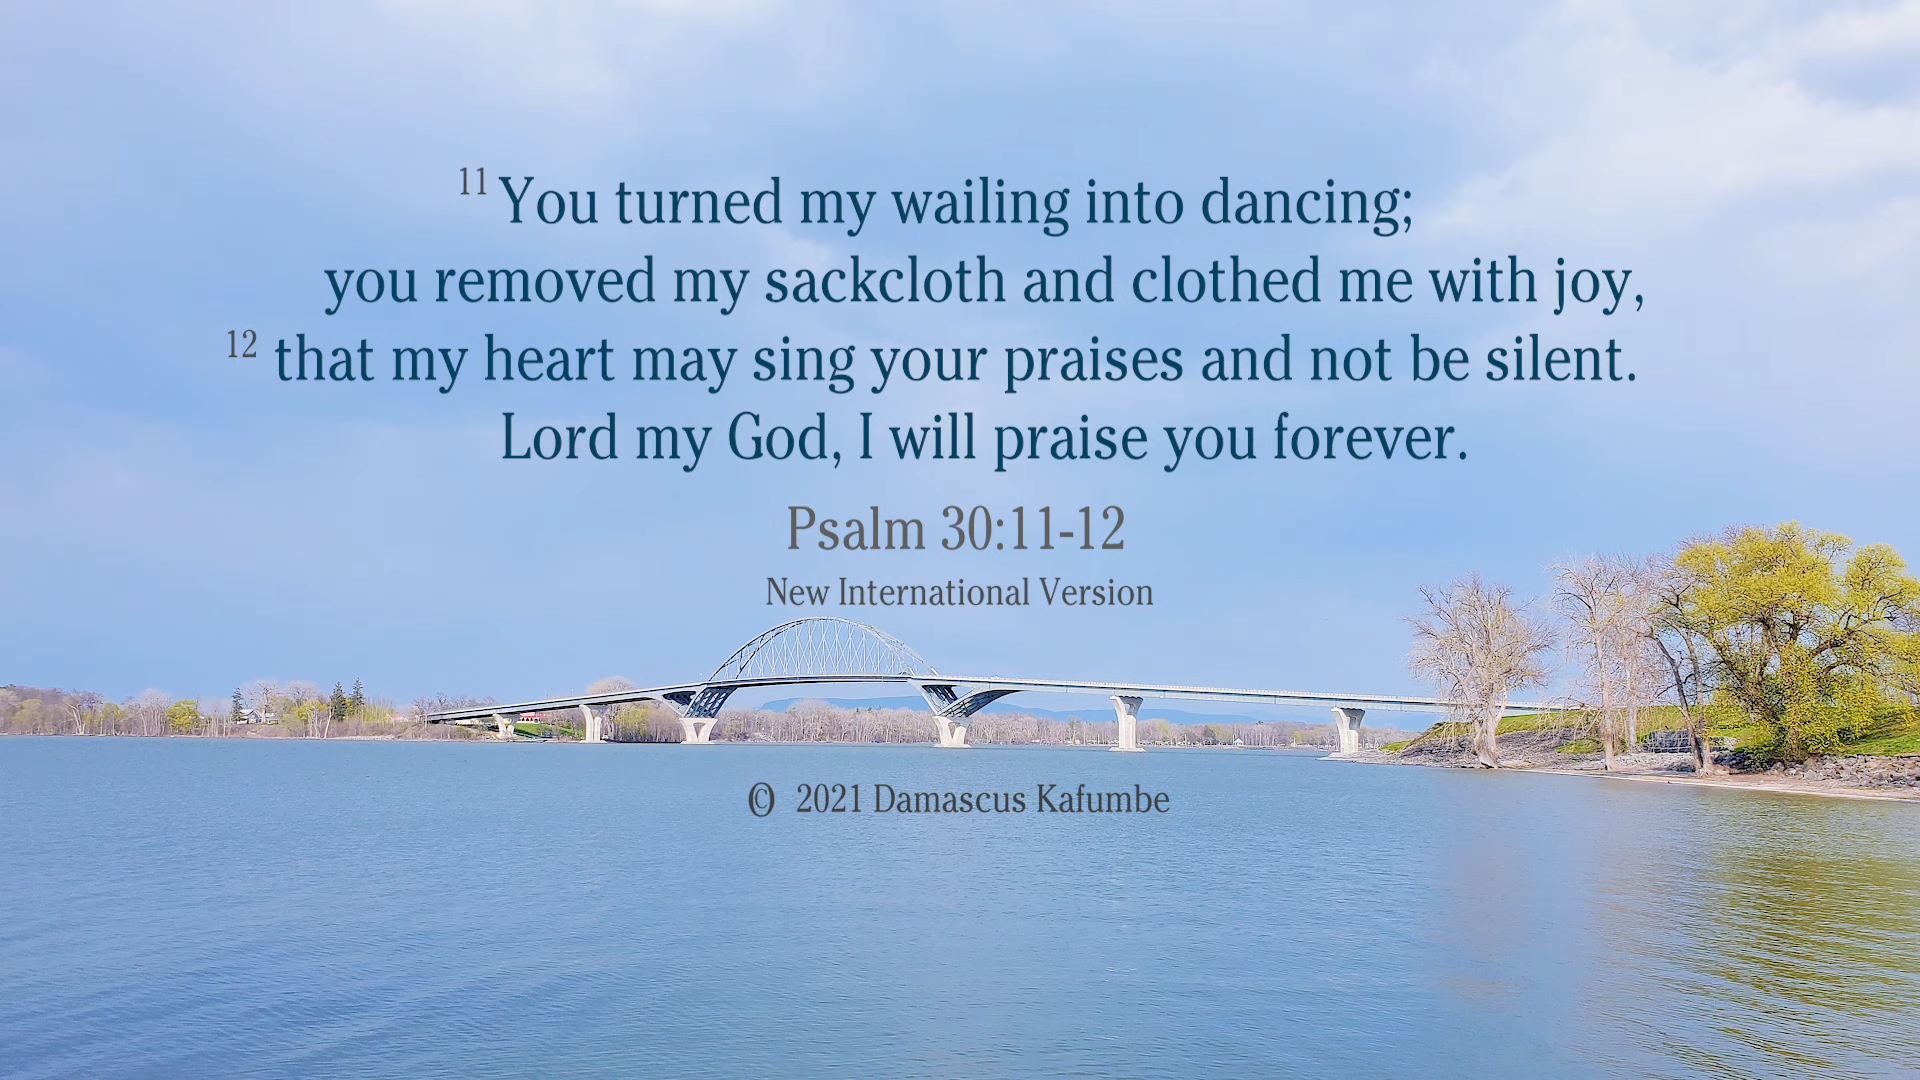 11 You turned my wailing into dancing;
you removed my sackcloth and clothed me with joy,
12 that my heart may sing your praises and not be silent.
Lord my God, I will praise you forever.
Psalm 30:11-12
New International Version
© 2021 Damascus Kafumbe